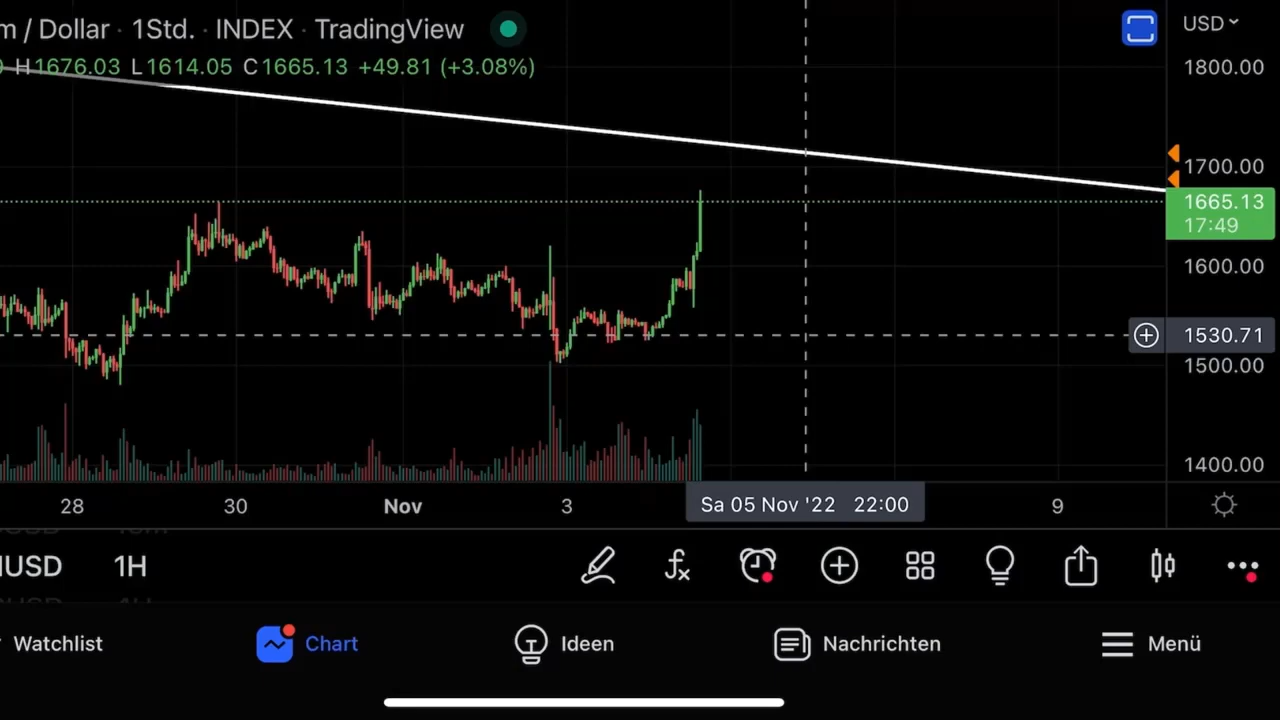 m / Dollar · 1Std. · INDEX · TradingView
H1676.03 L1614.05 C1665.13 +49.81 (+3.08%)
USD
1800.00
1700.00
1665.13
17:49
1600.00
1530.71
1500.00
1400.00
28 30 Nov 3 Sa 05 Nov '22 22:00 9
USD 1H
Watchlist Chart Ideen Nachrichten Menü